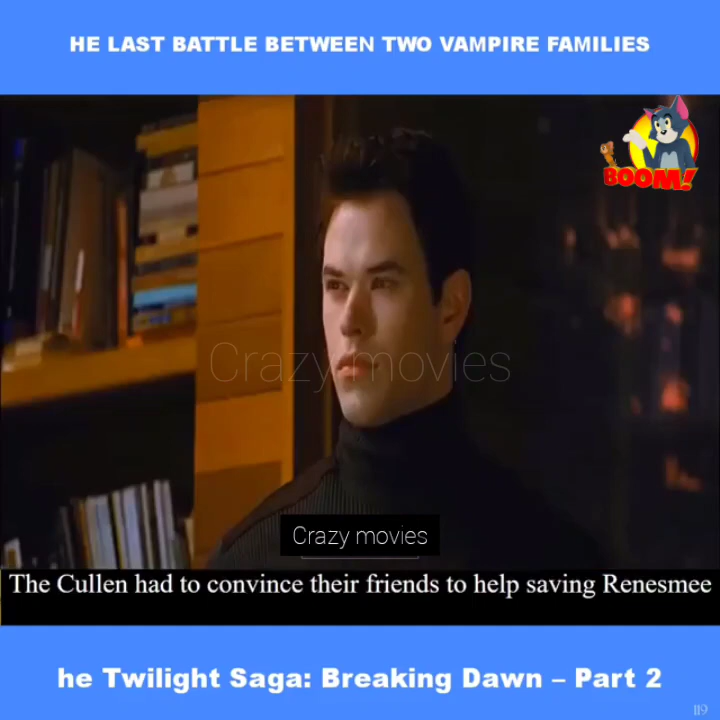 HE LAST BATTLE BETWEEN TWO VAMPIRE FAMILIES
BOOM!
Crazy movies
Crazy movies
The Cullen had to convince their friends to help saving Renesmee
he Twilight Saga: Breaking Dawn – Part 2
119